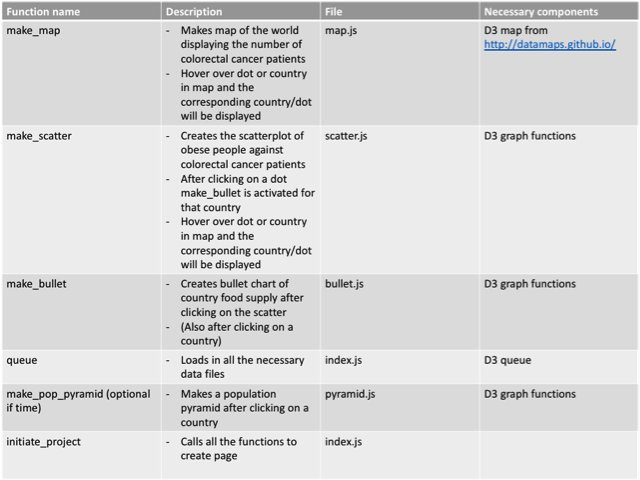 Function name	Description	File	Necessary components
make_map	- Makes map of the world	map.js	D3 map from
displaying the number of	http://datamaps.github.io/
colorectal cancer patients
- Hover over dot or country
in map and the
corresponding country/dot
will be displayed
make_scatter	- Creates the scatterplot of	scatter.js	D3 graph functions
obese people against
colorectal cancer patients
- After clicking on a dot
make_bullet is activated for
that country
- Hover over dot or country
in map and the
corresponding country/dot
will be displayed
make_bullet	- Creates bullet chart of	bullet.js	D3 graph functions
country food supply after
clicking on the scatter
- (Also after clicking on a
country)
queue	- Loads in all the necessary	index.js	D3 queue
data files
make_pop_pyramid (optional	- Makes a population	pyramid.js	D3 graph functions
if time)	pyramid after clicking on a
country
initiate_project	- Calls all the functions to	index.js
create page